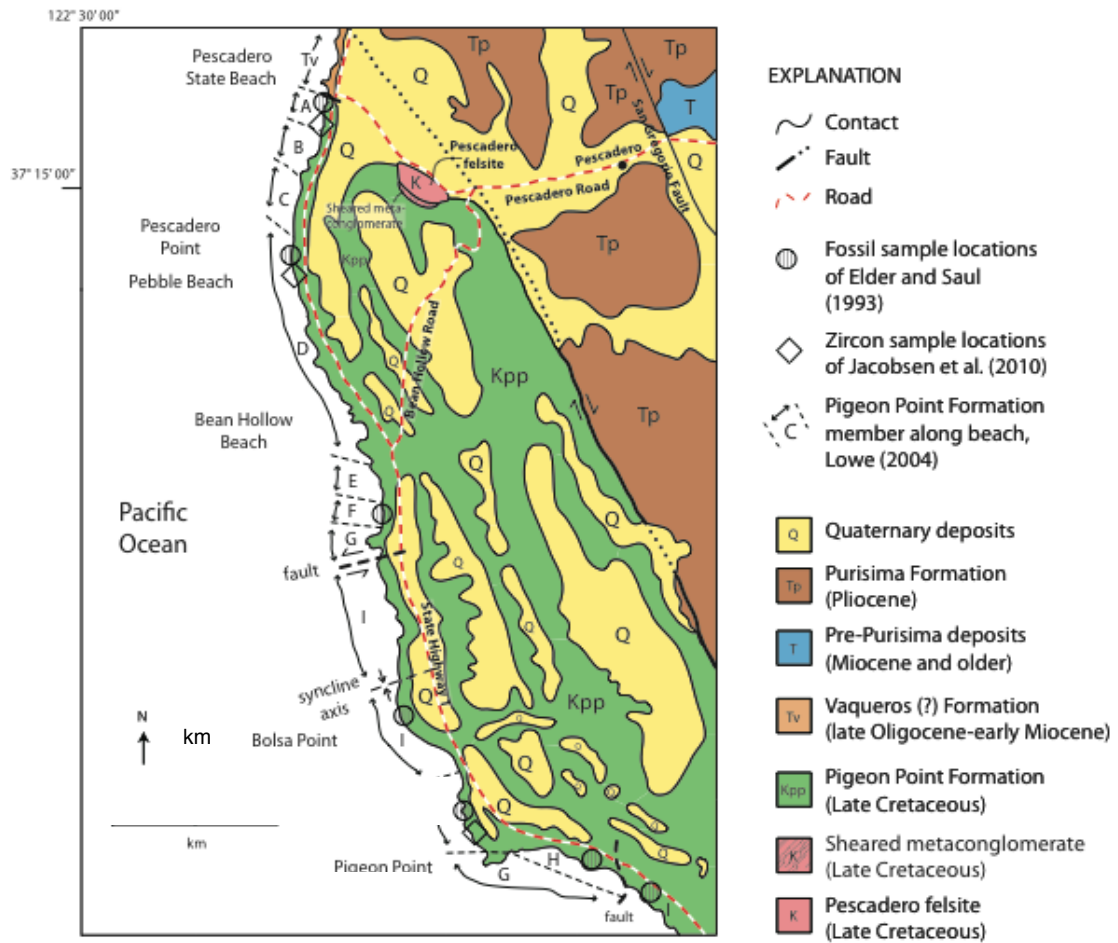 122° 30' 00"
Pescadero
State Beach
Tv
A
B
37° 15' 00"
C
Pescadero
Point
Pebble Beach
D
Bean Hollow
Beach
E
F
G
Pacific
Ocean
fault
I
syncline
axis
N
km
Bolsa Point
I
km
Pigeon Point
G
H
fault
I
Tp
Tp
Q
Q
Tp
T
San Gregorio Fault
Q
Q
Pescadero
felsite
Pescadero
K
Pescadero Road
Sheared meta-
conglomerate
Tp
Kpp
Q
Bean Hollow Road
Q
Kpp
Q
Tp
Q
Q
Q
State Highway 1
Q
Q
Q
Kpp
Q
Q
Q
Q
Q
Q
Q
Q
EXPLANATION
Contact
Fault
Road
Fossil sample locations
of Elder and Saul
(1993)
Zircon sample locations
of Jacobsen et al. (2010)
C
Pigeon Point Formation
member along beach,
Lowe (2004)
Q
Quaternary deposits
Tp
Purisima Formation
(Pliocene)
T
Pre-Purisima deposits
(Miocene and older)
Tv
Vaqueros (?) Formation
(late Oligocene-early Miocene)
Kpp
Pigeon Point Formation
(Late Cretaceous)
K
Sheared metaconglomerate
(Late Cretaceous)
K
Pescadero felsite
(Late Cretaceous)